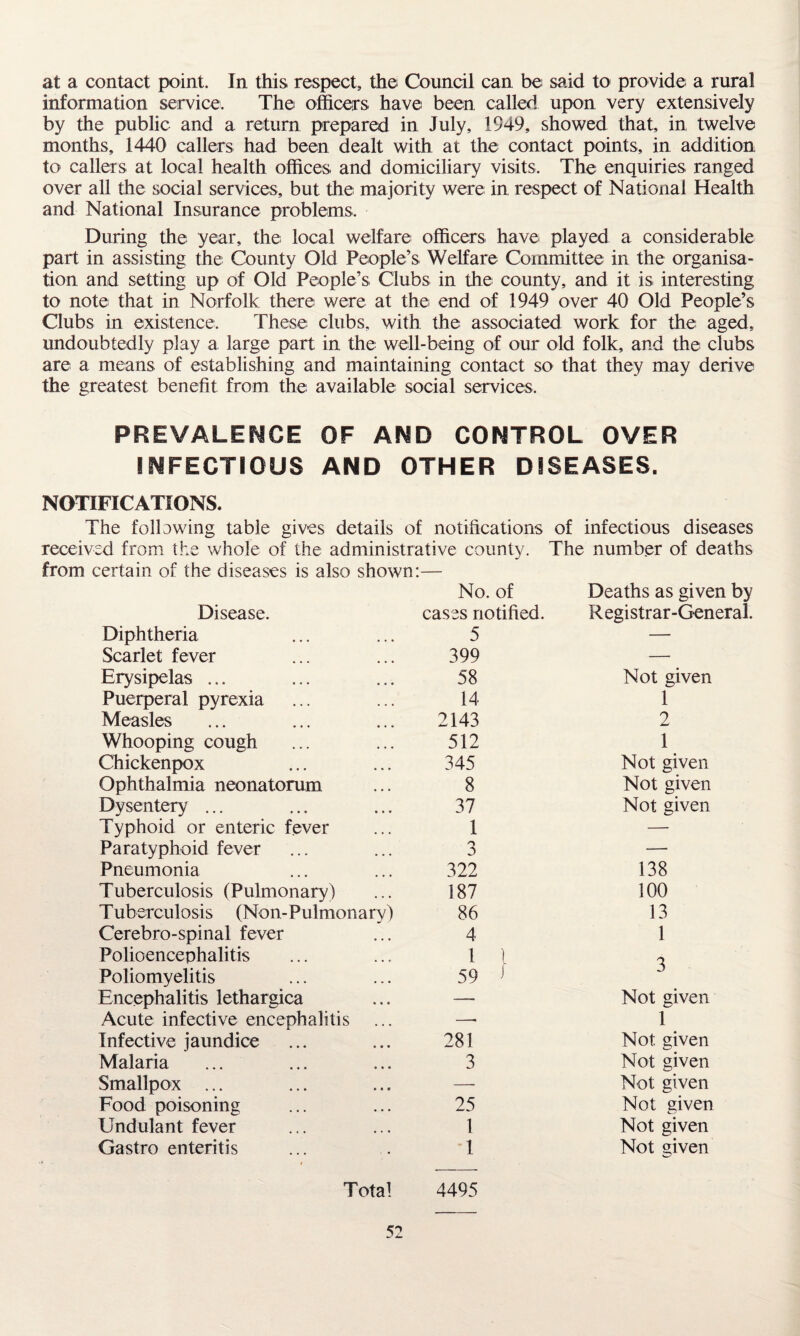 at a contact point. In this respect, the Council can be said to provide a rural
information service. The officers have been called upon very extensively
by the public and a return prepared in July, 1949, showed that, in twelve
months, 1440 callers had been dealt with at the contact points, in addition
to callers at local health offices and domiciliary visits. The enquiries ranged
over all the social services, but the majority were in respect of National Health
and National Insurance problems.
During the year, the local welfare officers have played a considerable
part in assisting the County Old People's Welfare Committee in the organisa-
tion and setting up of Old People's Clubs in the county, and it is interesting
to note that in Norfolk there were at the end of 1949 over 40 Old People's
Clubs in existence. These clubs, with the associated work for the aged,
undoubtedly play a large part in the well-being of our old folk, and the clubs
are a means of establishing and maintaining contact so that they may derive
the greatest benefit from the available social services.
PREVALENCE OF AND CONTROL OVER
INFECTIOUS AND OTHER DISEASES.
NOTIFICATIONS.
The following table gives details of notifications of infectious diseases
received from the whole of the administrative county. The number of deaths
from certain of the diseases is also shown:—
No. of Deaths as given by
Disease. cases notified. Registrar-General.
Diphtheria ... ... 5 —
Scarlet fever ... ... 399 —
Erysipelas ... ... ... 58 Not given
Puerperal pyrexia ... ... 14 1
Measles ... ... ... 2143 2
Whooping cough ... ... 512 1
Chickenpox ... ... 345 Not given
Ophthalmia neonatorum ... 8 Not given
Dysentery ... ... ... 37 Not given
Typhoid or enteric fever ... 1 —
Paratyphoid fever ... ... 3 —
Pneumonia ... ... 322 138
Tuberculosis (Pulmonary) ... 187 100
Tuberculosis (Non-Pulmonary) 86 13
Cerebro-spinal fever ... 4 1
Polioencephalitis ... ... 1 }
Poliomyelitis ... ... 59 } 3
Encephalitis lethargica ... — Not given
Acute infective encephalitis ... — 1
Infective jaundice ... ... 281 Not given
Malaria ... ... ... 3 Not given
Smallpox ... ... ... — Not given
Food poisoning ... ... 25 Not given
Undulant fever ... ... 1 Not given
Gastro enteritis ... . 1 Not given
Total 4495
52